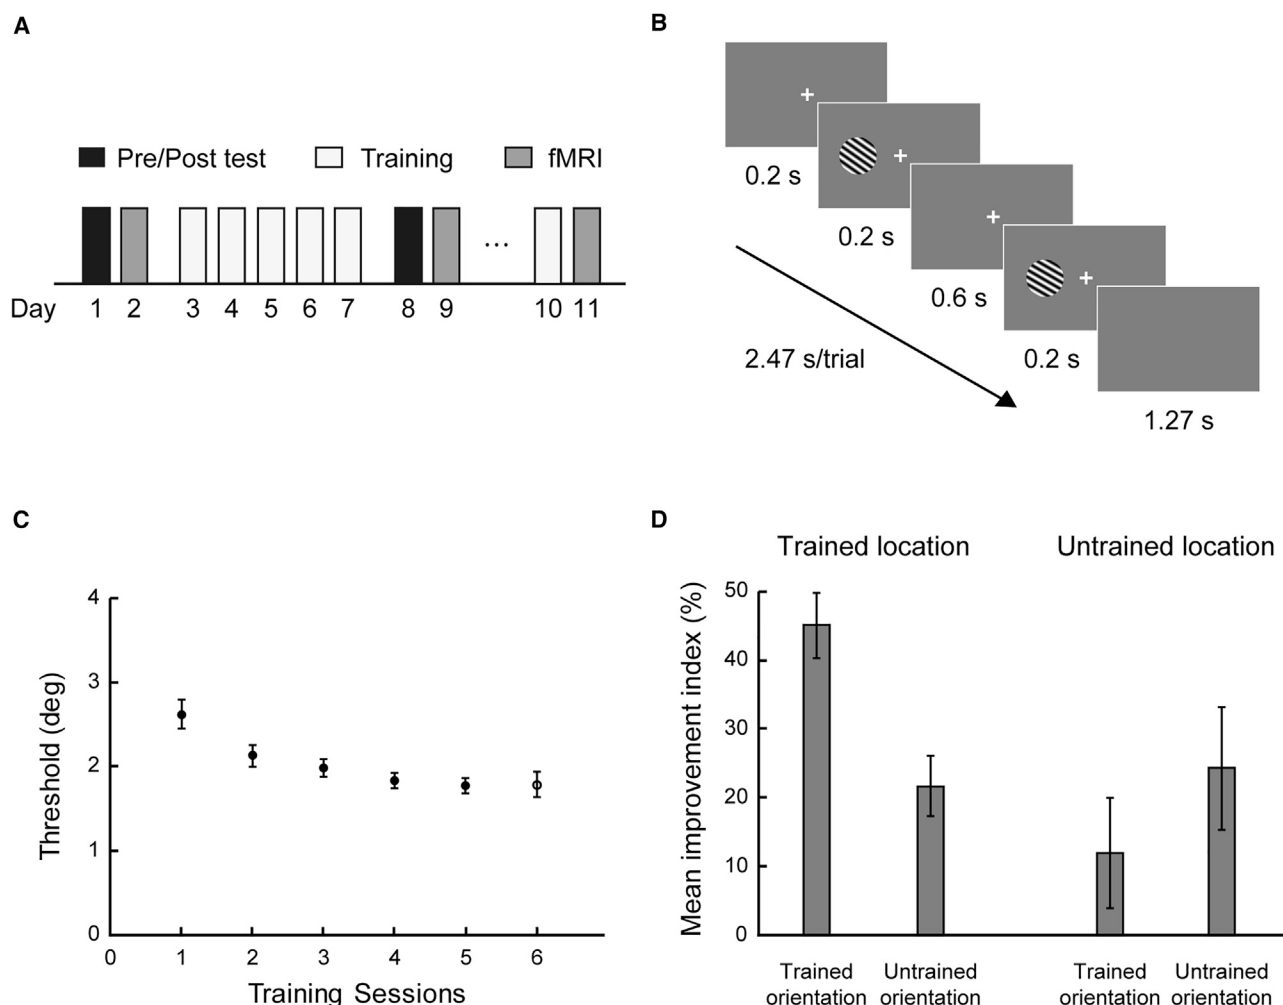 A
Pre/Post test Training fMRI
...
Day 1 2 3 4 5 6 7 8 9 10 11
B
0.2 s
0.2 s
0.6 s
0.2 s
1.27 s
2.47 s/trial
C
4
3
2
1
0
Threshold (deg)
0 1 2 3 4 5 6
Training Sessions
D
Trained location Untrained location
50
40
30
20
10
0
Mean improvement index (%)
Trained Untrained Trained Untrained
orientation orientation orientation orientation